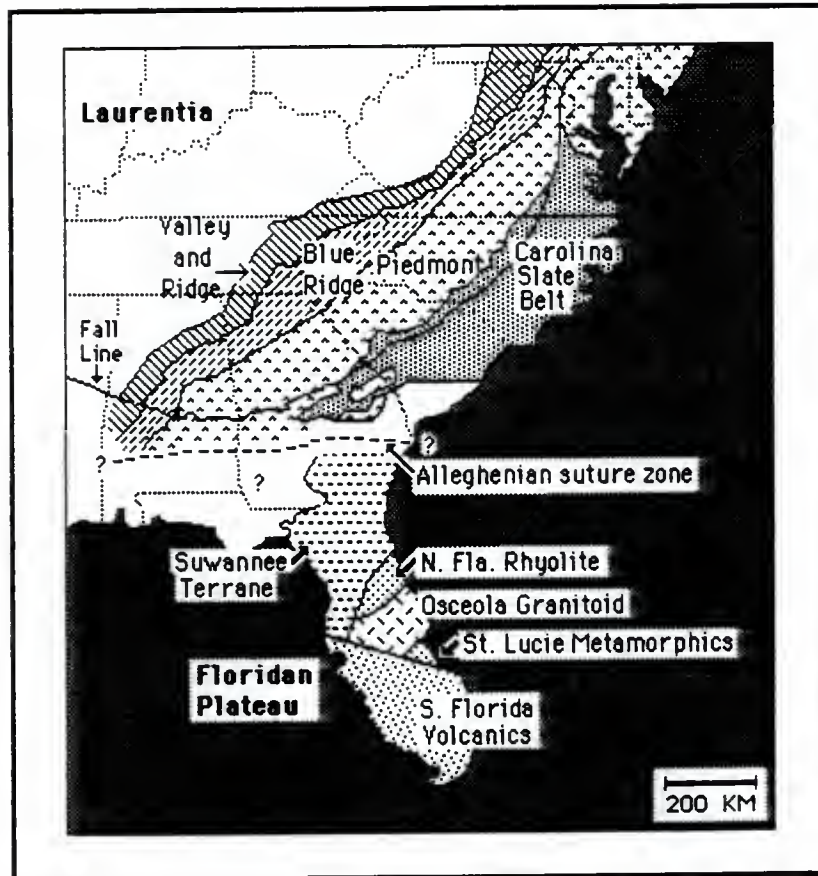 Laurentia
Valley
and
Ridge
Blue
Ridge
Piedmont
Carolina
Slate
Belt
Fall
Line
?
?
?
Alleghenian suture zone
Suwannee
Terrane
N. Fla. Rhyolite
Osceola Granitoid
St. Lucie Metamorphics
Floridan
Plateau
S. Florida
Volcanics
200 KM